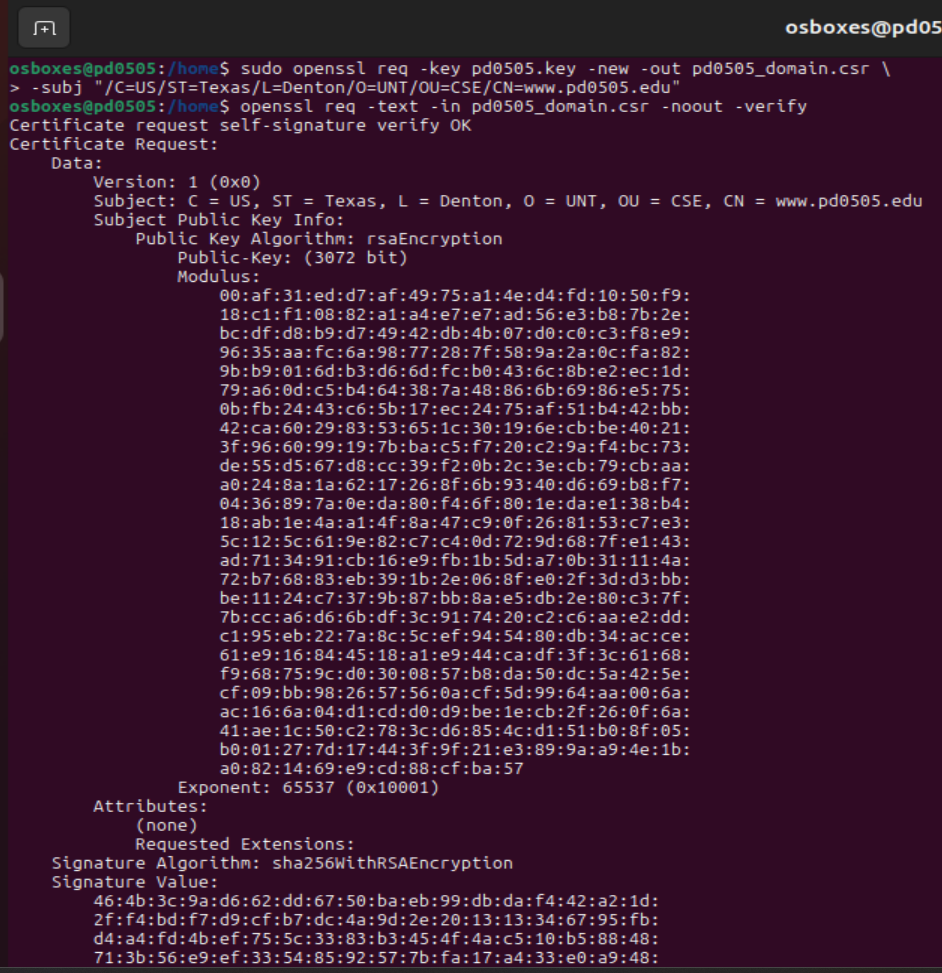 osboxes@pd05
osboxes@pd0505:/home$ sudo openssl req -key pd0505.key -new -out pd0505_domain.csr \
> -subj "/C=US/ST=Texas/L=Denton/O=UNT/OU=CSE/CN=www.pd0505.edu"
osboxes@pd0505:/home$ openssl req -text -in pd0505_domain.csr -noout -verify
Certificate request self-signature verify OK
Certificate Request:
    Data:
        Version: 1 (0x0)
        Subject: C = US, ST = Texas, L = Denton, O = UNT, OU = CSE, CN = www.pd0505.edu
        Subject Public Key Info:
            Public Key Algorithm: rsaEncryption
                Public-Key: (3072 bit)
                Modulus:
                    00:af:31:ed:d7:af:49:75:a1:4e:d4:fd:10:50:f9:
                    18:c1:f1:08:82:a1:a4:e7:e7:ad:56:e3:b8:7b:2e:
                    bc:df:d8:b9:d7:49:42:db:4b:07:d0:c0:c3:f8:e9:
                    96:35:aa:fc:6a:98:77:28:7f:58:9a:2a:0c:fa:82:
                    9b:b9:01:6d:b3:d6:6d:fc:b0:43:6c:8b:e2:ec:1d:
                    79:a6:0d:c5:b4:64:38:7a:48:86:6b:69:86:e5:75:
                    0b:fb:24:43:c6:5b:17:ec:24:75:af:51:b4:42:bb:
                    42:ca:60:29:83:53:65:1c:30:19:6e:cb:be:40:21:
                    3f:96:60:99:19:7b:ba:c5:f7:20:c2:9a:f4:bc:73:
                    de:55:d5:67:d8:cc:39:f2:0b:2c:3e:cb:79:cb:aa:
                    a0:24:8a:1a:62:17:26:8f:6b:93:40:d6:69:b8:f7:
                    04:36:89:7a:0e:da:80:f4:6f:80:1e:da:e1:38:b4:
                    18:ab:1e:4a:a1:4f:8a:47:c9:0f:26:81:53:c7:e3:
                    5c:12:5c:61:9e:82:c7:c4:0d:72:9d:68:7f:e1:43:
                    ad:71:34:91:cb:16:e9:fb:1b:5d:a7:0b:31:11:4a:
                    72:b7:68:83:eb:39:1b:2e:06:8f:e0:2f:3d:d3:bb:
                    be:11:24:c7:37:9b:87:bb:8a:e5:db:2e:80:c3:7f:
                    7b:cc:a6:d6:6b:df:3c:91:74:20:c2:c6:aa:e2:dd:
                    c1:95:eb:22:7a:8c:5c:ef:94:54:80:db:34:ac:ce:
                    61:e9:16:84:45:18:a1:e9:44:ca:df:3f:3c:61:68:
                    f9:68:75:9c:d0:30:08:57:b8:da:50:dc:5a:42:5e:
                    cf:09:bb:98:26:57:56:0a:cf:5d:99:64:aa:00:6a:
                    ac:16:6a:04:d1:cd:d0:d9:be:1e:cb:2f:26:0f:6a:
                    41:ae:1c:50:c2:78:3c:d6:85:4c:d1:51:b0:8f:05:
                    b0:01:27:7d:17:44:3f:9f:21:e3:89:9a:a9:4e:1b:
                    a0:82:14:69:e9:cd:88:cf:ba:57
                Exponent: 65537 (0x10001)
        Attributes:
            (none)
            Requested Extensions:
    Signature Algorithm: sha256WithRSAEncryption
    Signature Value:
        46:4b:3c:9a:d6:62:dd:67:50:ba:eb:99:db:da:f4:42:a2:1d:
        2f:f4:bd:f7:d9:cf:b7:dc:4a:9d:2e:20:13:13:34:67:95:fb:
        d4:a4:fd:4b:ef:75:5c:33:83:b3:45:4f:4a:c5:10:b5:88:48:
        71:3b:56:e9:ef:33:54:85:92:57:7b:fa:17:a4:33:e0:a9:48: